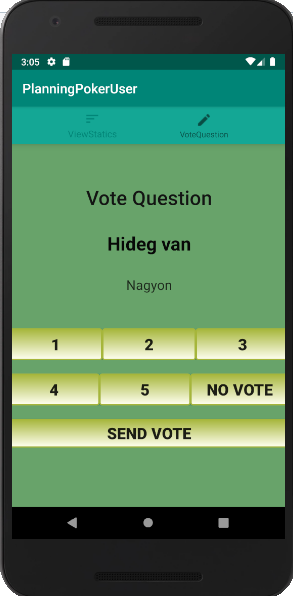 3:05
PlanningPokerUser
ViewStatics VoteQuestion
Vote Question
Hideg van
Nagyon
1 2 3
4 5 NO VOTE
SEND VOTE